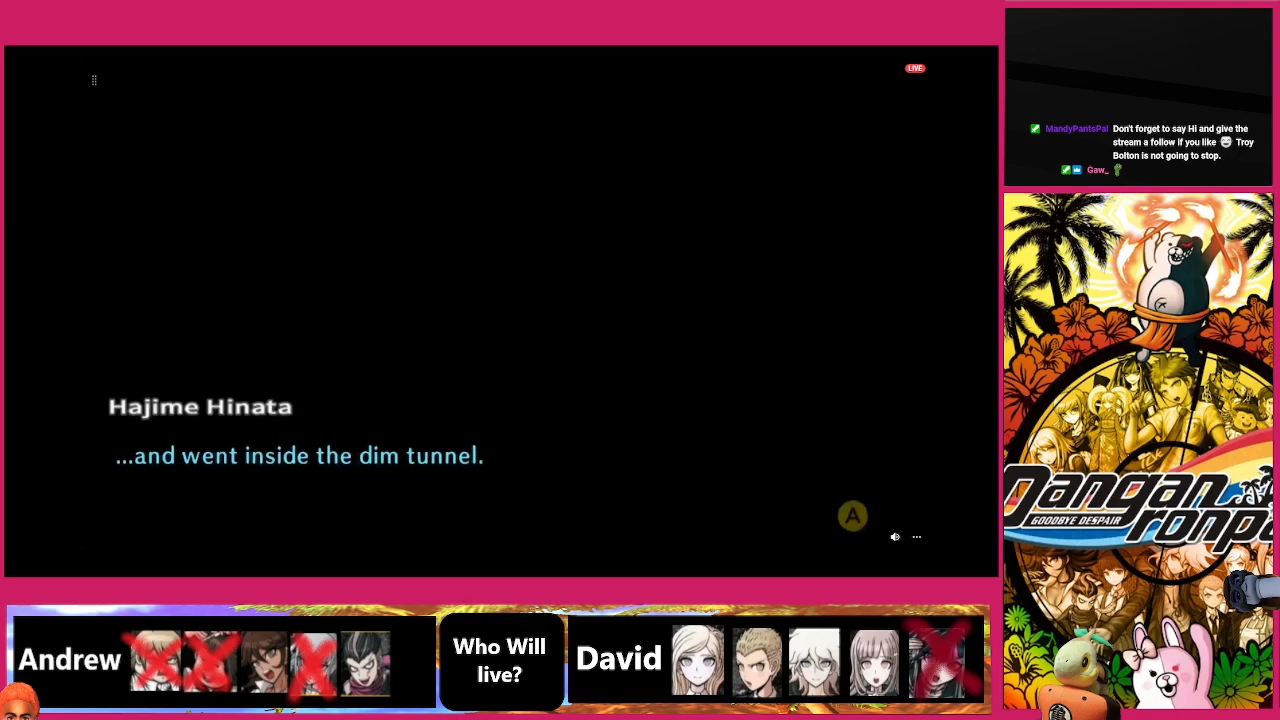 LIVE
Hajime Hinata
...and went inside the dim tunnel.
A
MandyPantsPal Don't forget to say Hi and give the
stream a follow if you like Troy
Bolton is not going to stop.
Gaw_
Dangan
GOODBYE DESPAIR
ronpa
Andrew
Who Will
live?
David